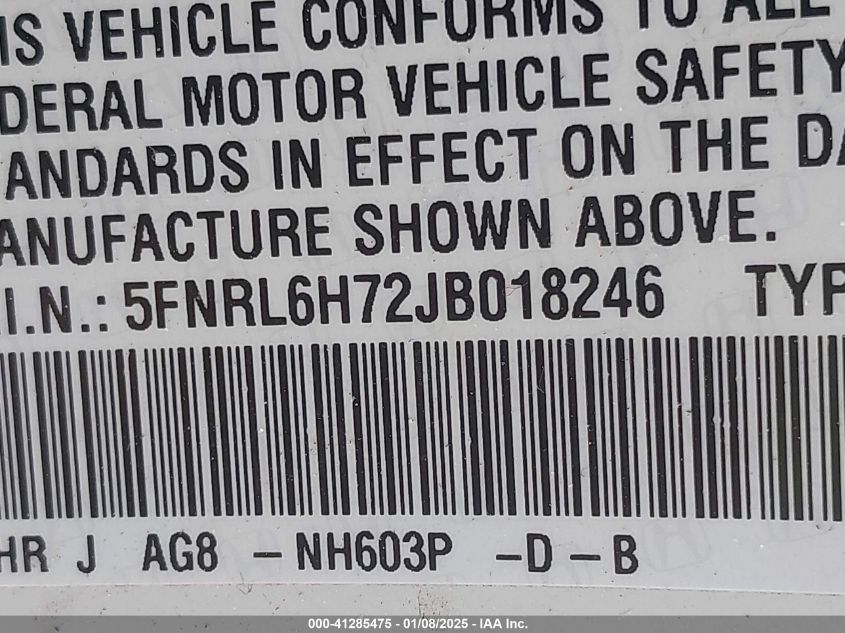 IS VEHICLE CONFORMS TO ALL
DERAL MOTOR VEHICLE SAFETY
ANDARDS IN EFFECT ON THE DA
ANUFACTURE SHOWN ABOVE.
.I.N.: 5FNRL6H72JB018246 TYP
HR J AG8 - NH603P - D - B
000-41285475 - 01/08/2025 - IAA Inc.